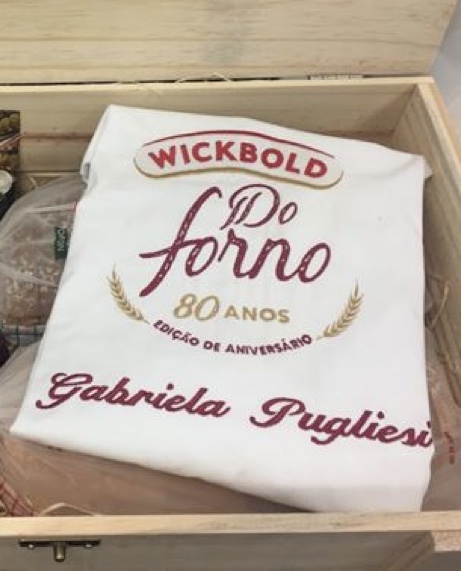 WICKBOLD
Do
forno
80 ANOS
EDIÇÃO DE ANIVERSÁRIO
Gabriela Pugliesi